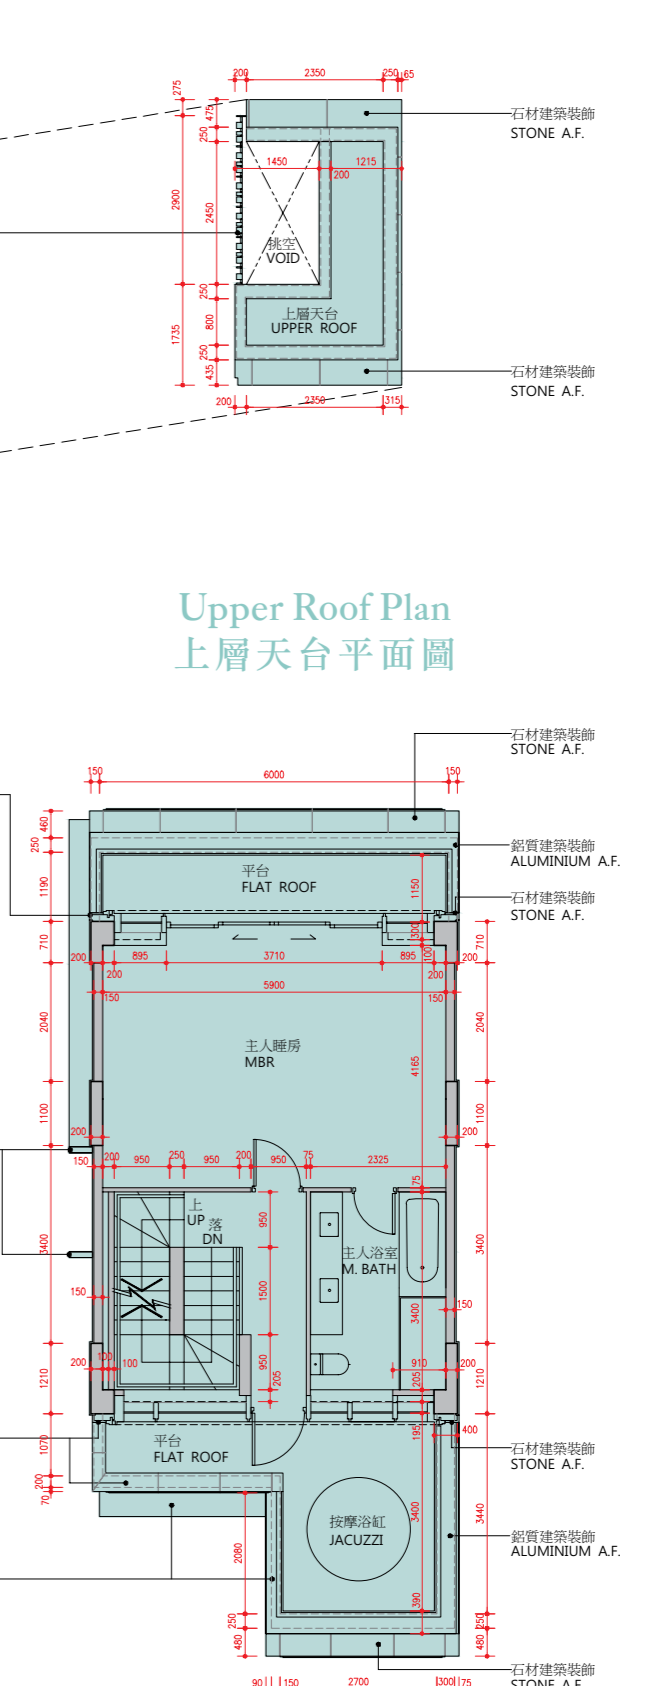 200 2350 250 65
275 475
石材建築裝飾
STONE A.F.
250
1450 1215
200
2900 2450
挑空
VOID
250
上層天台
UPPER ROOF
800
1735
250
435
石材建築裝飾
STONE A.F.
200 2350 315
Upper Roof Plan
上層天台平面圖
石材建築裝飾
STONE A.F.
150 6000 150
460
250
鋁質建築裝飾
ALUMINIUM A.F.
平台
FLAT ROOF
1190 1150
石材建築裝飾
STONE A.F.
710 300 710
200 895 3710 895 100 200
200 200
5900
150 150
2040 2040
主人睡房
MBR
4165
1100 1100
200 200
150 200 950 250 950 200 950 75 2325
75
上
UP
落
DN
950
主人浴室
M. BATH
3400 3400
1500
150 3400 150
950
200 100 100 910 200
1210 205 205 1210
195 400
1070
平台
FLAT ROOF
石材建築裝飾
STONE A.F.
200
70
按摩浴缸
JACUZZI
3400 3440
鋁質建築裝飾
ALUMINIUM A.F.
2080
390
250 250
480 480
石材建築裝飾
STONE A.F.
90 150 2700 300 75